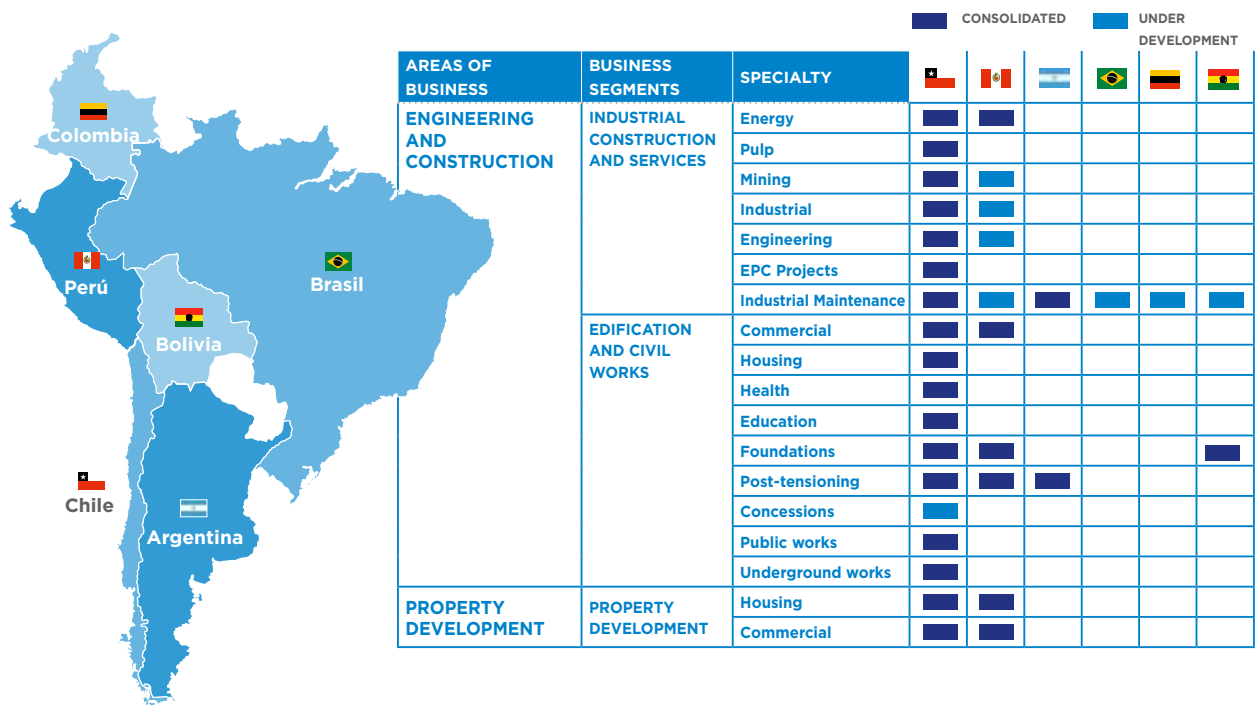 CONSOLIDATED
UNDER
DEVELOPMENT
Colombia
Perú
Brasil
Bolivia
Chile
Argentina
AREAS OF
BUSINESS
BUSINESS
SEGMENTS
SPECIALTY
ENGINEERING
AND
CONSTRUCTION
INDUSTRIAL
CONSTRUCTION
AND SERVICES
Energy
Pulp
Mining
Industrial
Engineering
EPC Projects
Industrial Maintenance
EDIFICATION
AND CIVIL
WORKS
Commercial
Housing
Health
Education
Foundations
Post-tensioning
Concessions
Public works
Underground works
PROPERTY
DEVELOPMENT
PROPERTY
DEVELOPMENT
Housing
Commercial